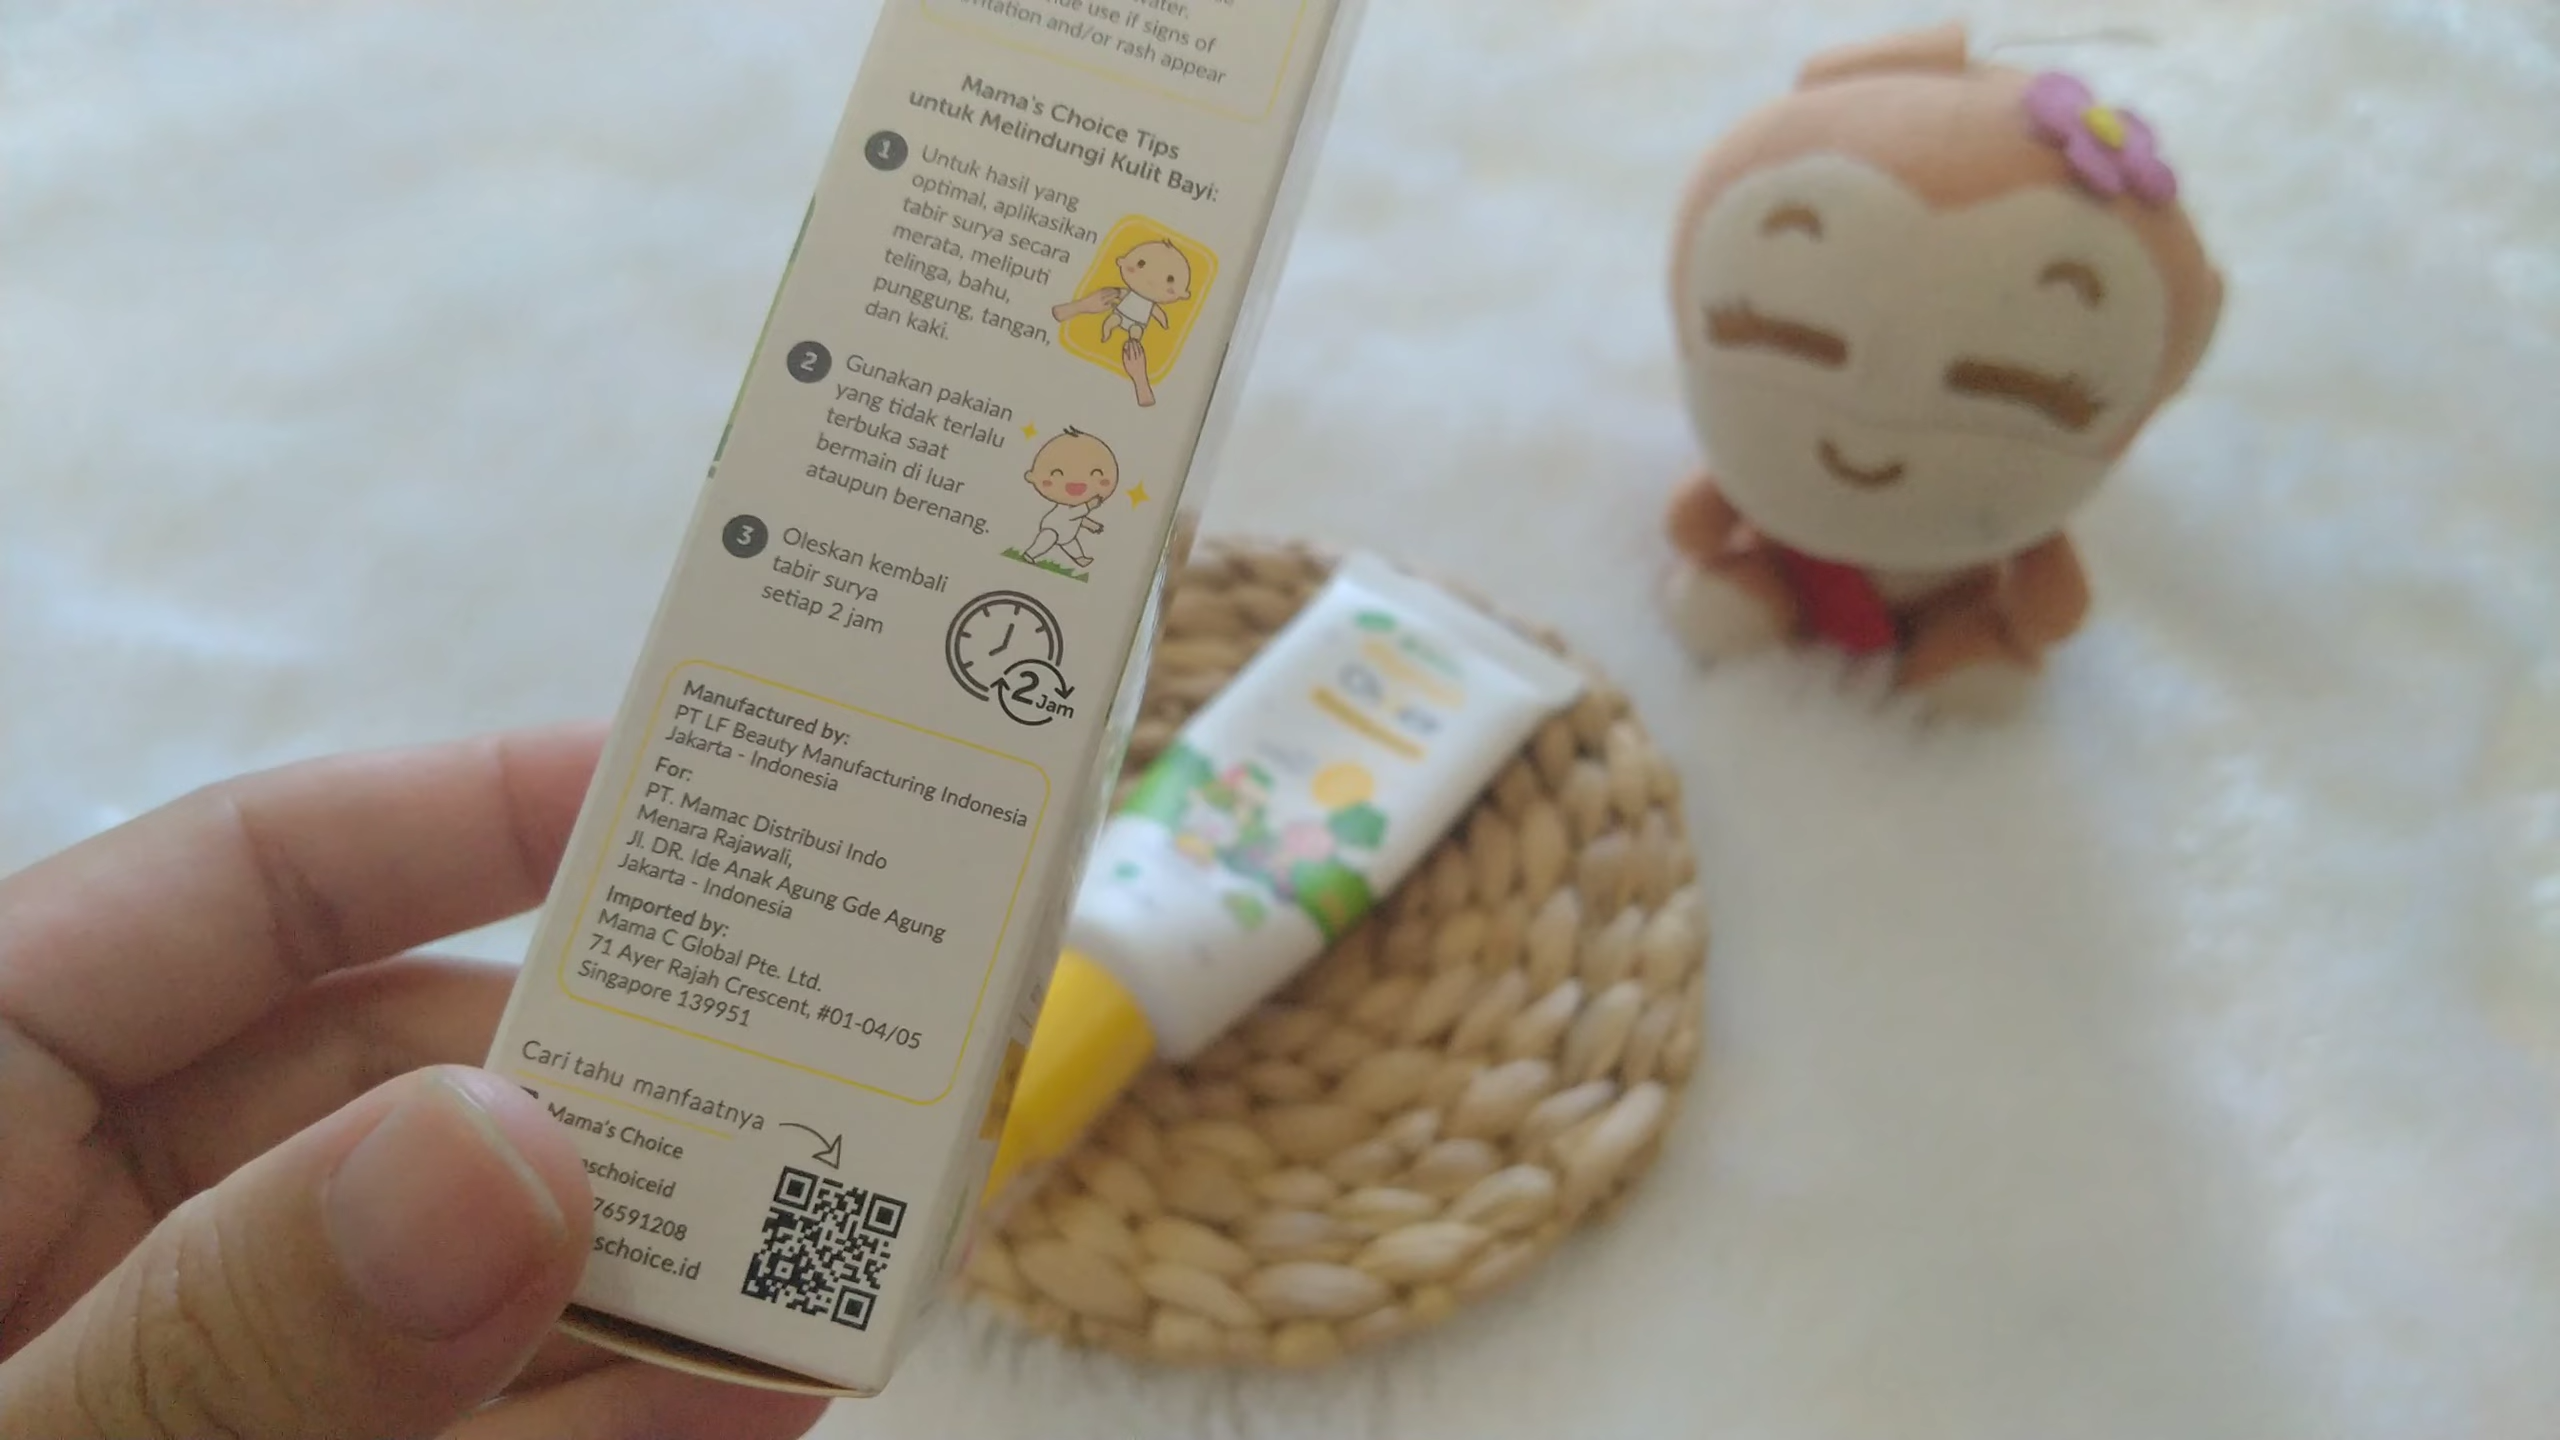 water.
use if signs of
irritation and/or rash appear
Mama's Choice Tips
untuk Melindungi Kulit Bayi:
1
Untuk hasil yang
optimal, aplikasikan
tabir surya secara
merata, meliputi
telinga, bahu,
punggung, tangan,
dan kaki.
2
Gunakan pakaian
yang tidak terlalu
terbuka saat
bermain di luar
ataupun berenang.
3
Oleskan kembali
tabir surya
setiap 2 jam
2 Jam
Manufactured by:
PT LF Beauty Manufacturing Indonesia
Jakarta - Indonesia
For:
PT. Mamac Distribusi Indo
Menara Rajawali,
Jl. DR. Ide Anak Agung Gde Agung
Jakarta - Indonesia
Imported by:
Mama C Global Pte. Ltd.
71 Ayer Rajah Crescent, #01-04/05
Singapore 139951
Cari tahu manfaatnya
Mama's Choice
schoiceid
76591208
schoice.id